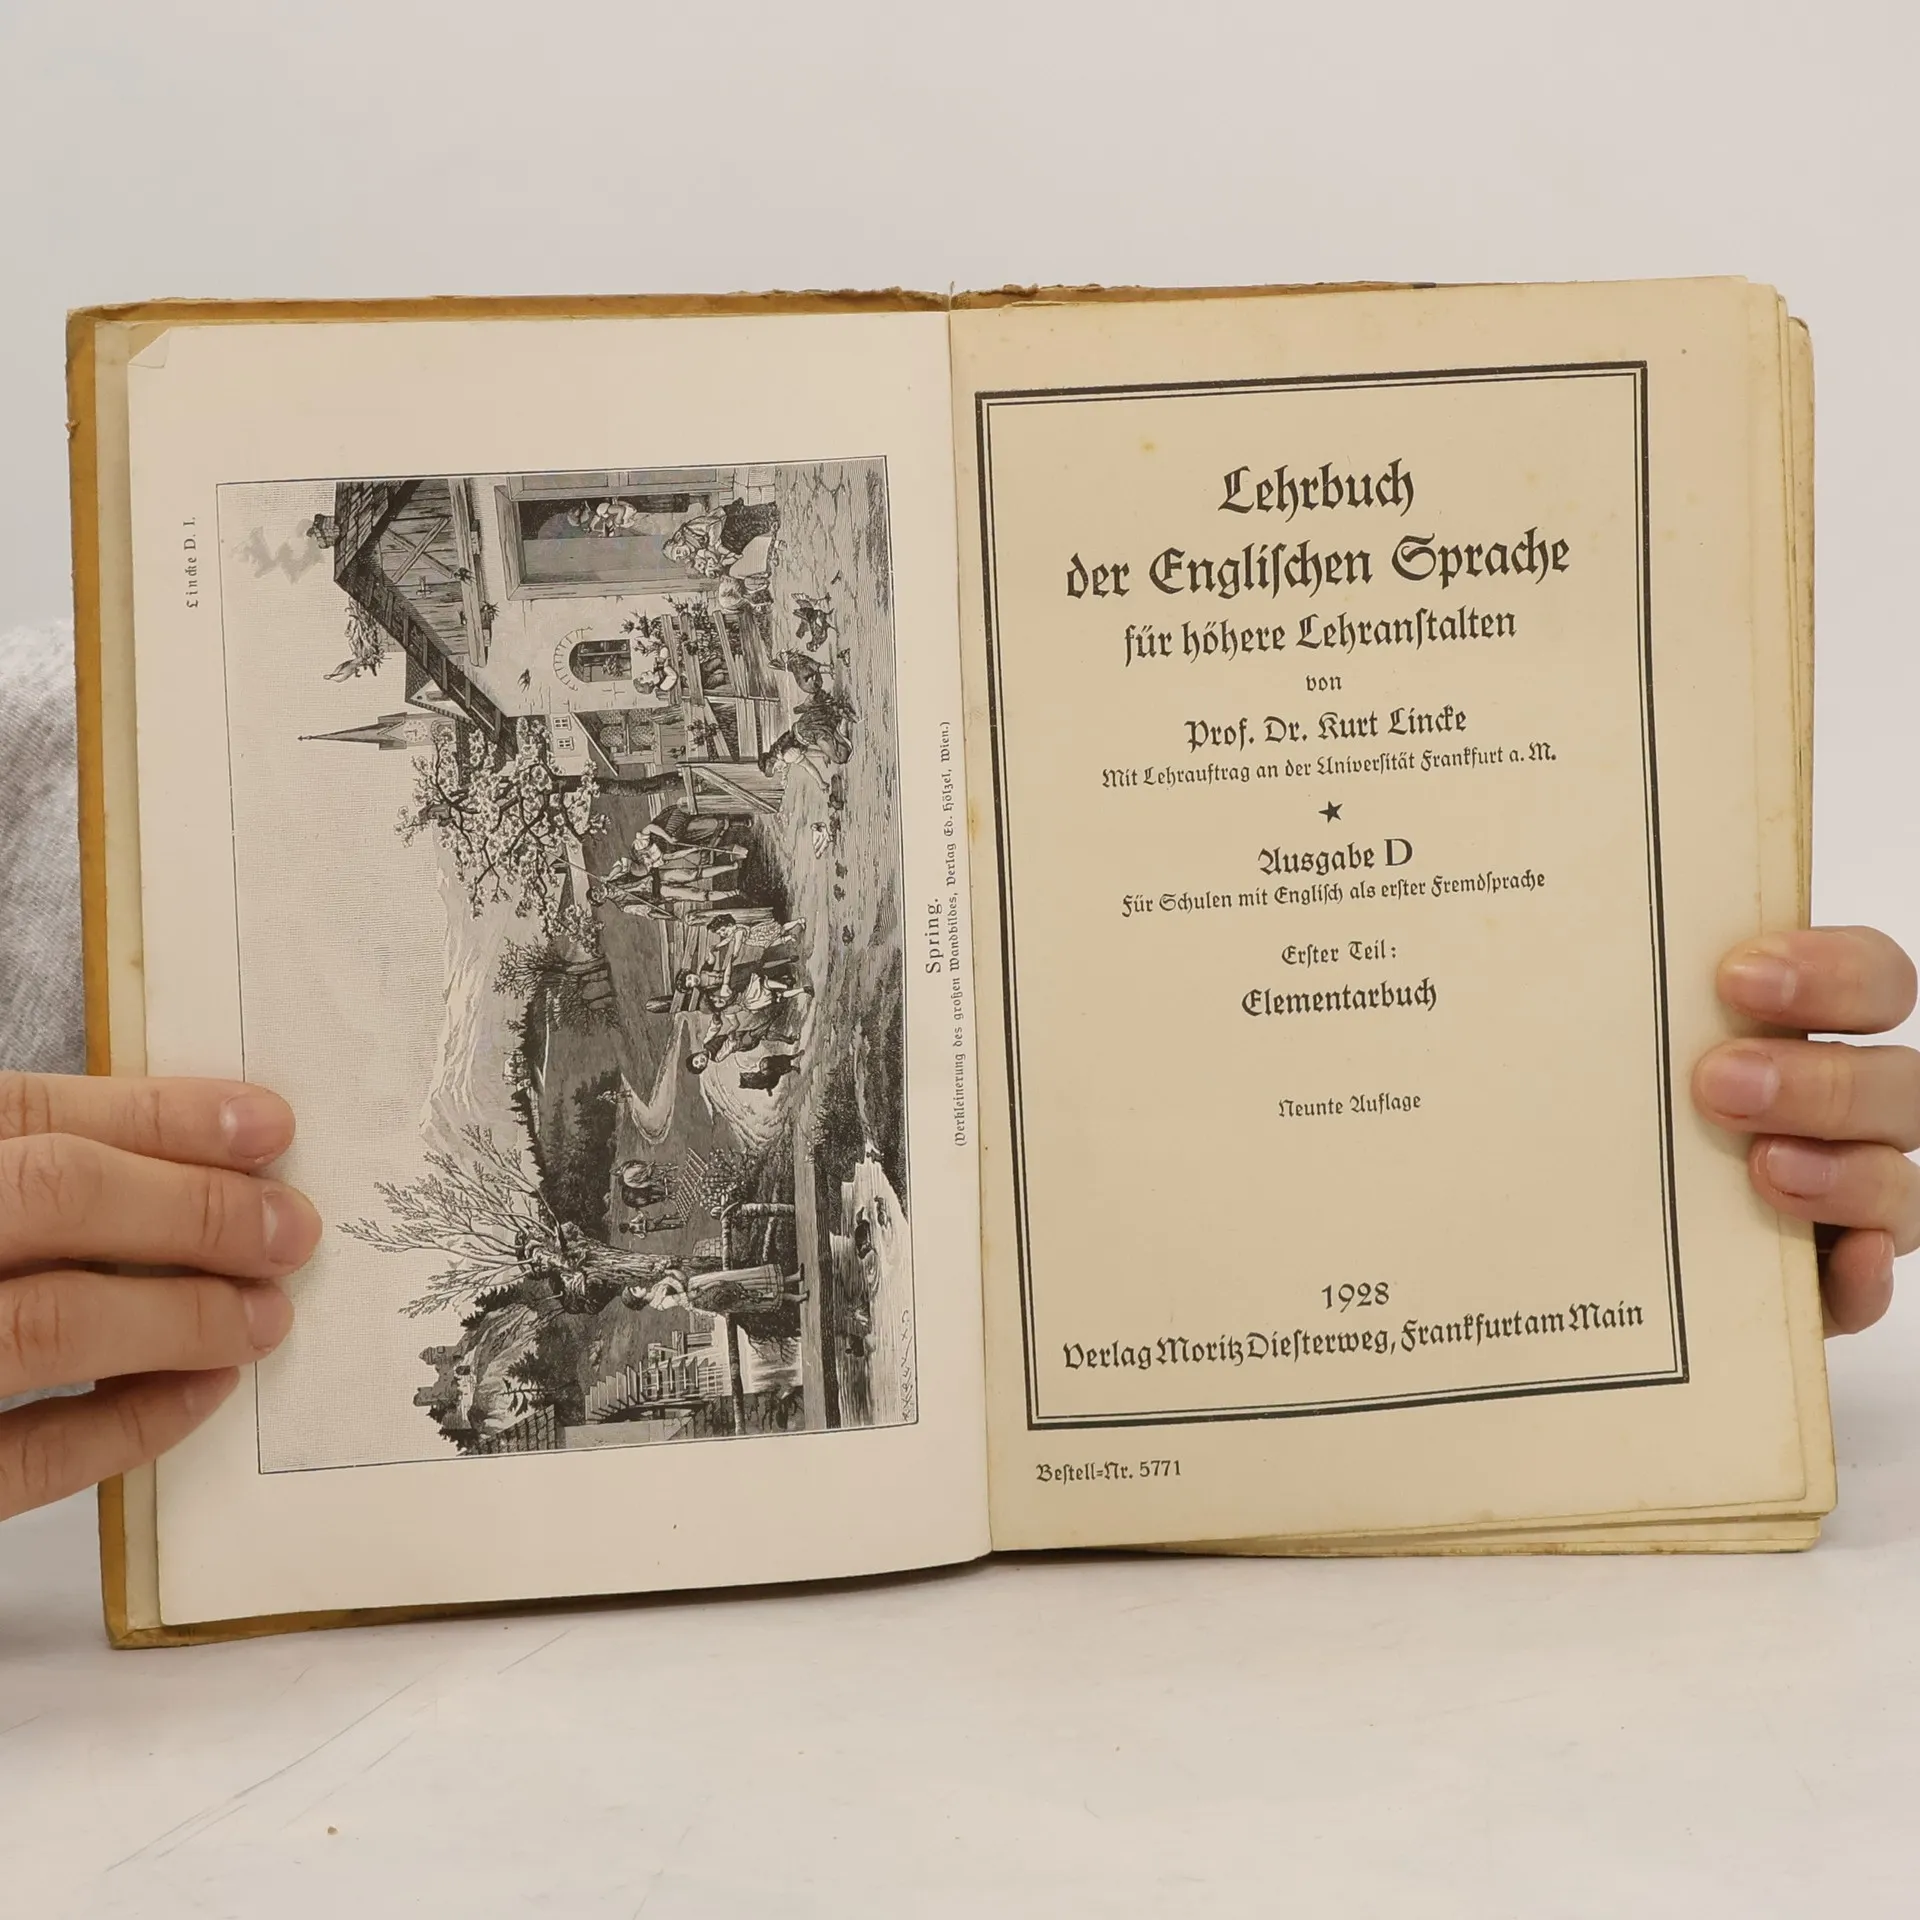 Lincke D. I.
Spring.
(Verkleinerung des großen Wandbildes, Verlag Ed. Hölzel, Wien.)
Lehrbuch
der Engliſchen Sprache
für höhere Lehranſtalten
von
Prof. Dr. Kurt Lincke
Mit Lehrauftrag an der Univerſität Frankfurt a. M.
★
Ausgabe D
Für Schulen mit Engliſch als erſter Fremdſprache
Erſter Teil:
Elementarbuch
Neunte Auflage
1928
Verlag Moritz Dieſterweg, Frankfurt am Main
Beſtell-Nr. 5771